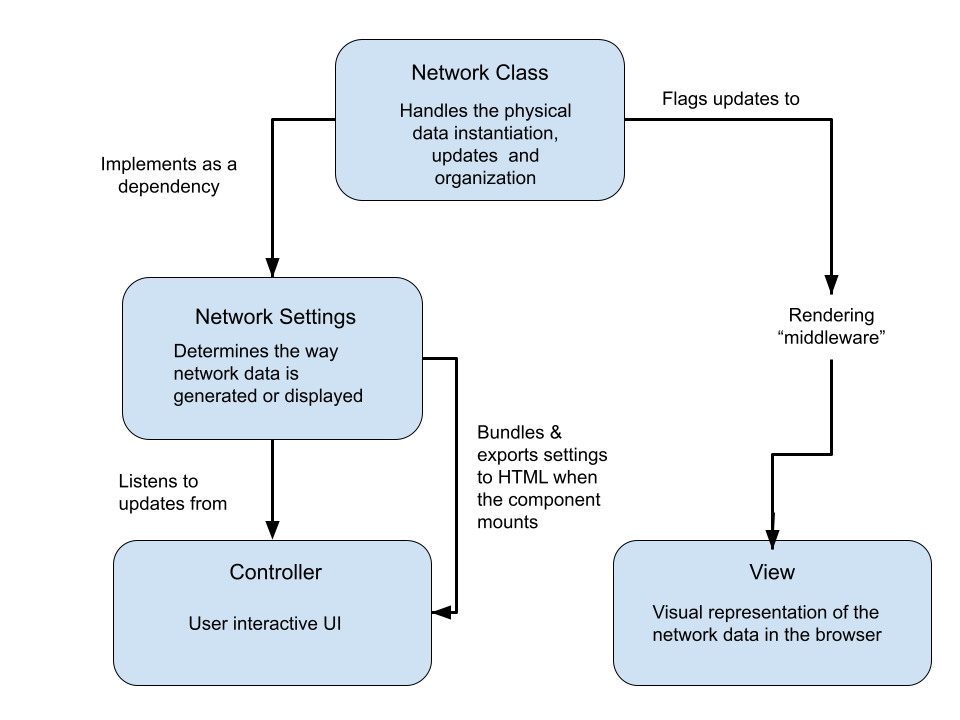 Network Class
Handles the physical
data instantiation,
updates and
organization
Flags updates to
Implements as a
dependency
Network Settings
Determines the way
network data is
generated or displayed
Rendering
“middleware”
Bundles &
exports settings
to HTML when
the component
mounts
Listens to
updates from
Controller
User interactive UI
View
Visual representation of the
network data in the browser